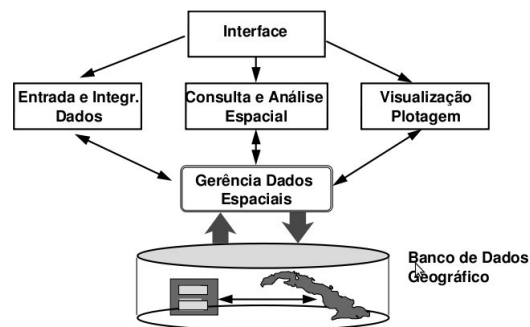 Interface
Entrada e Integr.
Dados
Consulta e Análise
Espacial
Visualização
Plotagem
Gerência Dados
Espaciais
Banco de Dados
Geográfico